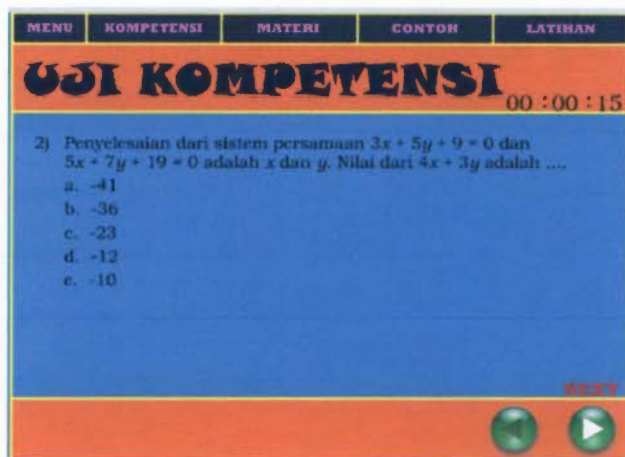 MENU
KOMPETENSI
MATERI
CONTOH
LATIHAN
UJI KOMPETENSI
00 : 00 : 15
2) Penyelesaian dari sistem persamaan 3x + 5y + 9 = 0 dan
5x + 7y + 19 = 0 adalah x dan y. Nilai dari 4x + 3y adalah ....
a. -41
b. -36
c. -23
d. -12
e. -10
NEXT